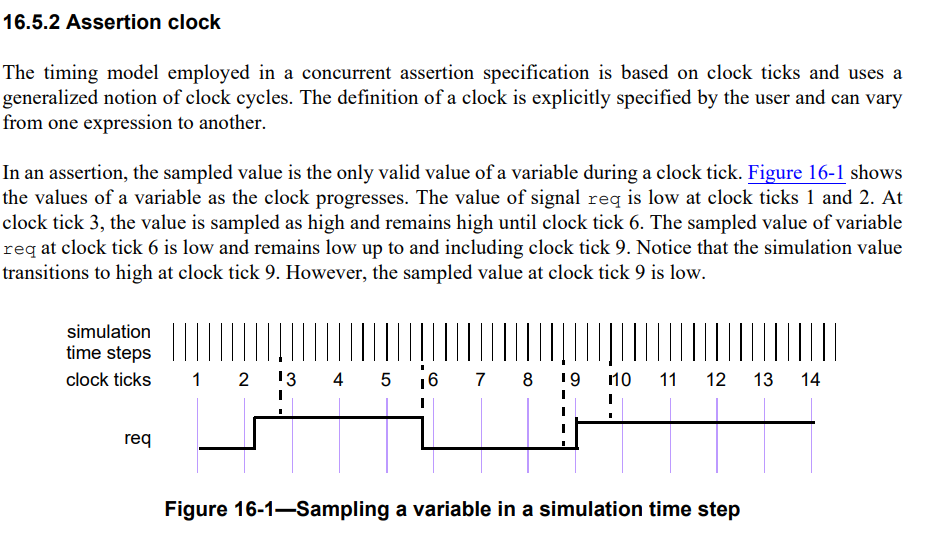 16.5.2 Assertion clock
The timing model employed in a concurrent assertion specification is based on clock ticks and uses a
generalized notion of clock cycles. The definition of a clock is explicitly specified by the user and can vary
from one expression to another.
In an assertion, the sampled value is the only valid value of a variable during a clock tick. Figure 16-1 shows
the values of a variable as the clock progresses. The value of signal req is low at clock ticks 1 and 2. At
clock tick 3, the value is sampled as high and remains high until clock tick 6. The sampled value of variable
req at clock tick 6 is low and remains low up to and including clock tick 9. Notice that the simulation value
transitions to high at clock tick 9. However, the sampled value at clock tick 9 is low.
simulation
time steps
clock ticks 1 2 3 4 5 6 7 8 9 10 11 12 13 14
req
Figure 16-1—Sampling a variable in a simulation time step